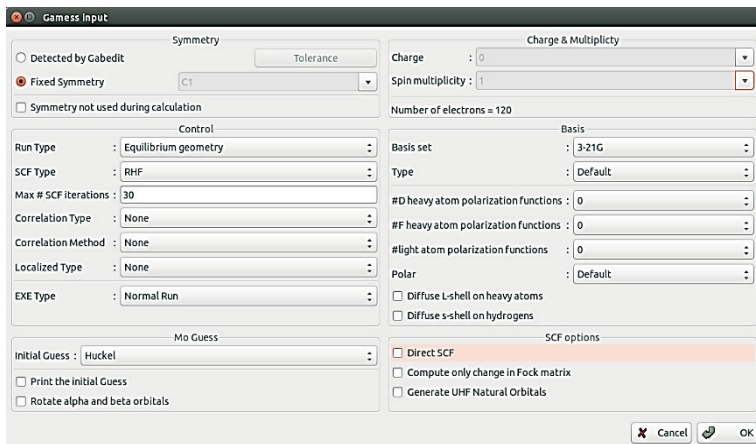 Gamess input
Symmetry
Detected by Gabedit
Tolerance
Fixed Symmetry
C1
Symmetry not used during calculation
Charge & Multiplicty
Charge : 0
Spin multiplicity : 1
Number of electrons = 120
Control
Run Type : Equilibrium geometry
SCF Type : RHF
Max # SCF iterations : 30
Correlation Type : None
Correlation Method : None
Localized Type : None
EXE Type : Normal Run
Basis
Basis set : 3-21G
Type : Default
#D heavy atom polarization functions : 0
#F heavy atom polarization functions : 0
#light atom polarization functions : 0
Polar : Default
Diffuse L-shell on heavy atoms
Diffuse s-shell on hydrogens
Mo Guess
Initial Guess : Huckel
Print the initial Guess
Rotate alpha and beta orbitals
SCF options
Direct SCF
Compute only change in Fock matrix
Generate UHF Natural Orbitals
Cancel
OK